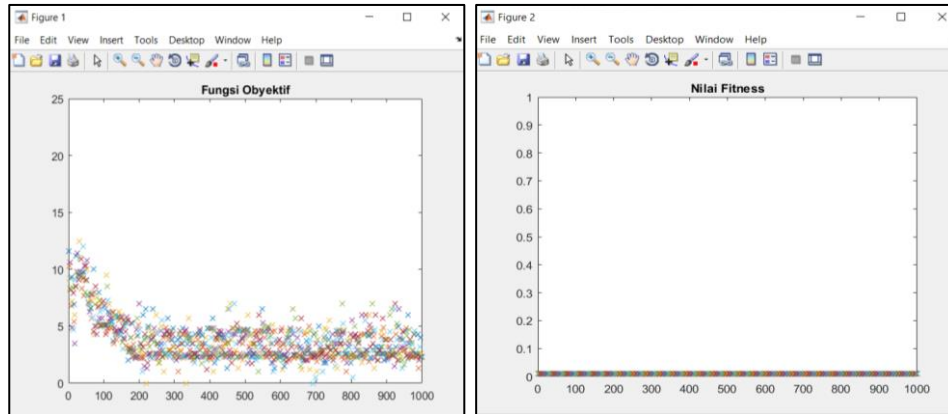 Figure 1
File Edit View Insert Tools Desktop Window Help
Fungsi Obyektif
25
20
15
10
5
0
0 100 200 300 400 500 600 700 800 900 1000
Figure 2
File Edit View Insert Tools Desktop Window Help
Nilai Fitness
1
0.9
0.8
0.7
0.6
0.5
0.4
0.3
0.2
0.1
0
0 100 200 300 400 500 600 700 800 900 1000